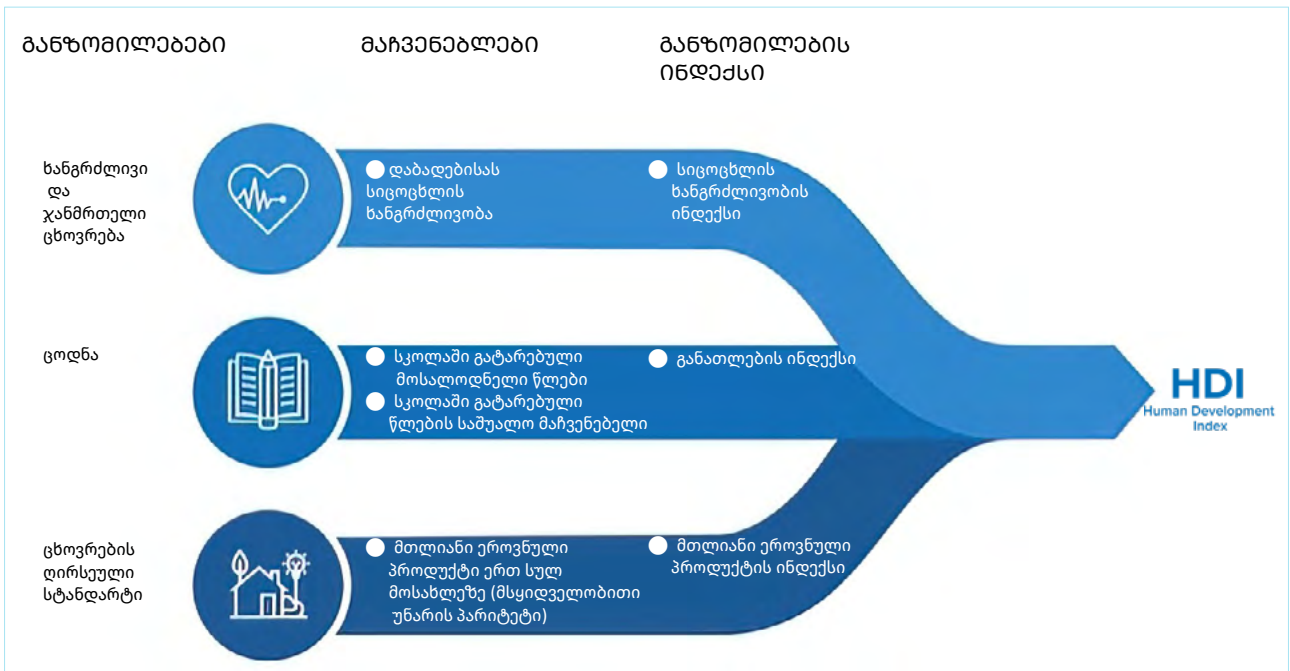 განზომილებები
მაჩვენებლები
განზომილების
ინდექსი
ხანგრძლივი
და
ჯანმრთელი
ცხოვრება
დაბადებისას
სიცოცხლის
ხანგრძლივობა
სიცოცხლის
ხანგრძლივობის
ინდექსი
ცოდნა
სკოლაში გატარებული
მოსალოდნელი წლები
სკოლაში გატარებული
წლების საშუალო მაჩვენებელი
განათლების ინდექსი
ცხოვრების
ღირსეული
სტანდარტი
მთლიანი ეროვნული
პროდუქტი ერთ სულ
მოსახლეზე (მსყიდველობითი
უნარის პარიტეტი)
მთლიანი ეროვნული
პროდუქტის ინდექსი
HDI
Human Development
Index